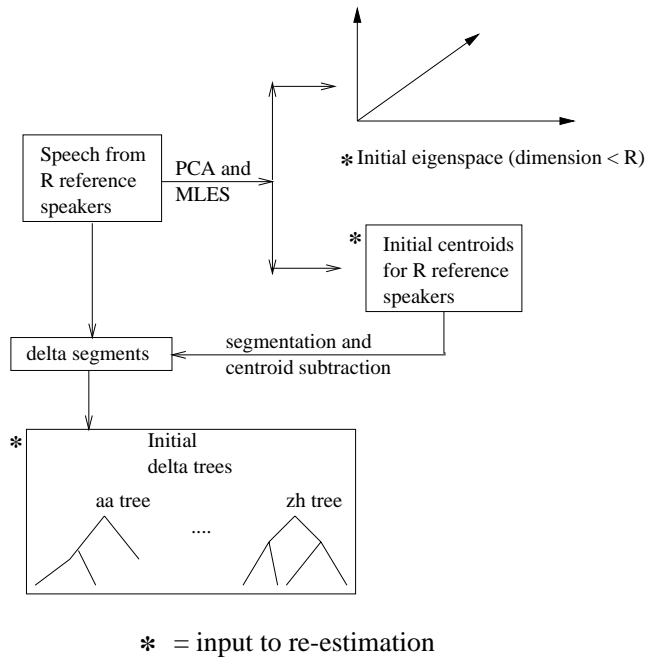 Speech from
R reference
speakers
PCA and
MLES
* Initial eigenspace (dimension < R)
*
Initial centroids
for R reference
speakers
delta segments
segmentation and
centroid subtraction
*
Initial
delta trees
aa tree
....
zh tree
* = input to re-estimation